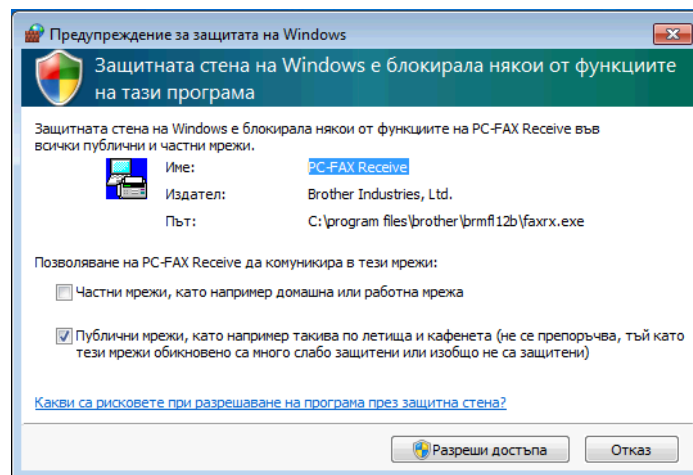 Предупреждение за защитата на Windows
Защитната стена на Windows е блокирала някои от функциите
на тази програма
Защитната стена на Windows е блокирала някои от функциите на PC-FAX Receive във
всички публични и частни мрежи.
Име: PC-FAX Receive
Издател: Brother Industries, Ltd.
Път: C:\program files\brother\brmfl12b\faxrx.exe
Позволяване на PC-FAX Receive да комуникира в тези мрежи:
Частни мрежи, като например домашна или работна мрежа
Публични мрежи, като например такива по летища и кафенета (не се препоръчва, тъй като
тези мрежи обикновено са много слабо защитени или изобщо не са защитени)
Какви са рисковете при разрешаване на програма през защитна стена?
Разреши достъпа Отказ